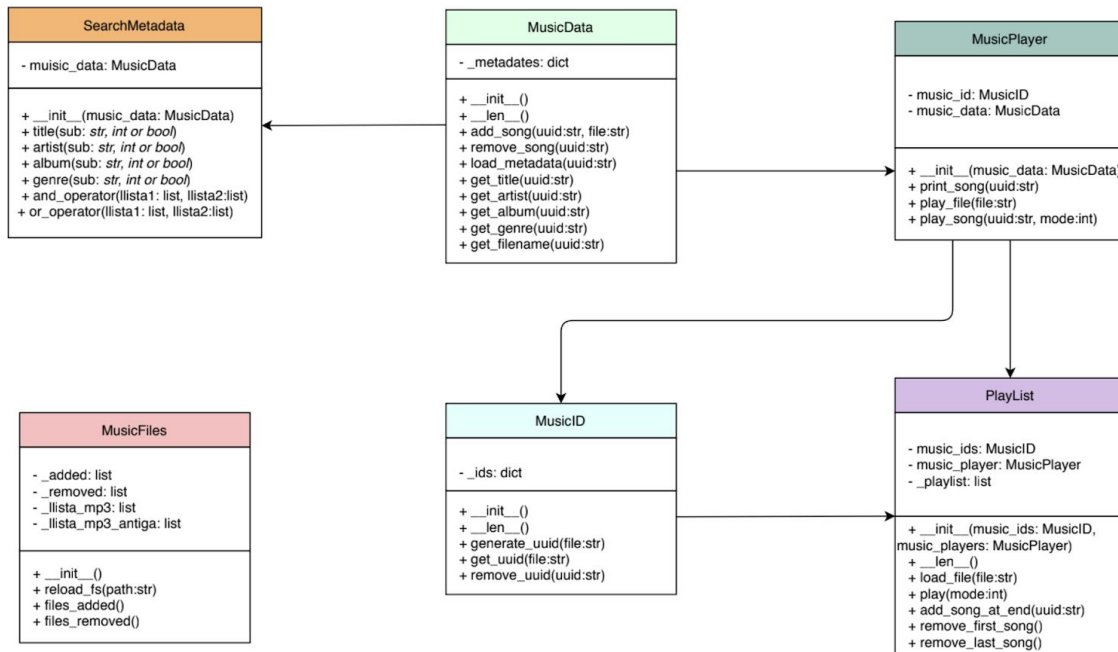 SearchMetadata
- muisic_data: MusicData
+ __init__(music_data: MusicData)
+ title(sub: str, int or bool)
+ artist(sub: str, int or bool)
+ album(sub: str, int or bool)
+ genre(sub: str, int or bool)
+ and_operator(llista1: list, llista2:list)
+ or_operator(llista1: list, llista2:list)
MusicData
- _metadates: dict
+ __init__()
+ __len__()
+ add_song(uuid:str, file:str)
+ remove_song(uuid:str)
+ load_metadata(uuid:str)
+ get_title(uuid:str)
+ get_artist(uuid:str)
+ get_album(uuid:str)
+ get_genre(uuid:str)
+ get_filename(uuid:str)
MusicPlayer
- music_id: MusicID
- music_data: MusicData
+ __init__(music_data: MusicData)
+ print_song(uuid:str)
+ play_file(file:str)
+ play_song(uuid:str, mode:int)
MusicFiles
- _added: list
- _removed: list
- _llista_mp3: list
- _llista_mp3_antiga: list
+ __init__()
+ reload_fs(path:str)
+ files_added()
+ files_removed()
MusicID
- _ids: dict
+ __init__()
+ __len__()
+ generate_uuid(file:str)
+ get_uuid(file:str)
+ remove_uuid(uuid:str)
PlayList
- music_ids: MusicID
- music_player: MusicPlayer
- _playlist: list
+ __init__(music_ids: MusicID,
music_players: MusicPlayer)
+ __len__()
+ load_file(file:str)
+ play(mode:int)
+ add_song_at_end(uuid:str)
+ remove_first_song()
+ remove_last_song()